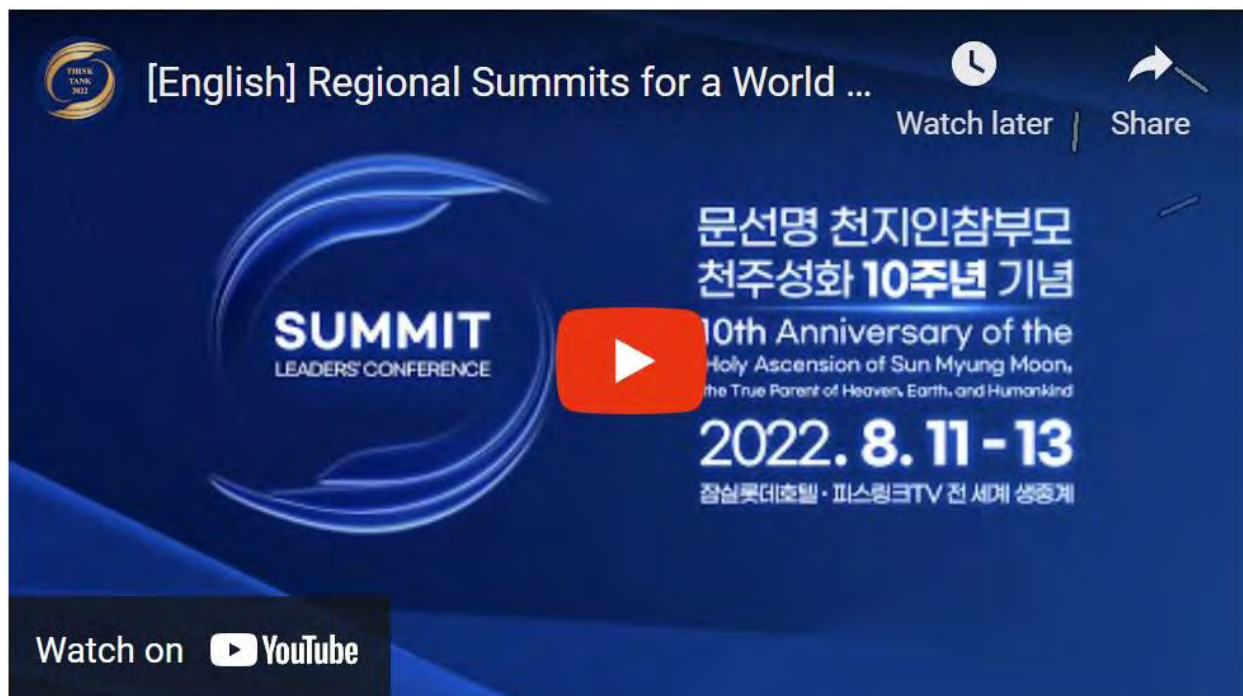 THINK
TANK
2022
[English] Regional Summits for a World ...
Watch later
Share
SUMMIT
LEADERS' CONFERENCE
문선명 천지인참부모
천주성화 10주년 기념
10th Anniversary of the
Holy Ascension of Sun Myung Moon,
the True Parent of Heaven, Earth, and Humankind
2022. 8. 11 - 13
잠실롯데호텔 · 피스링크TV 전 세계 생중계
Watch on YouTube